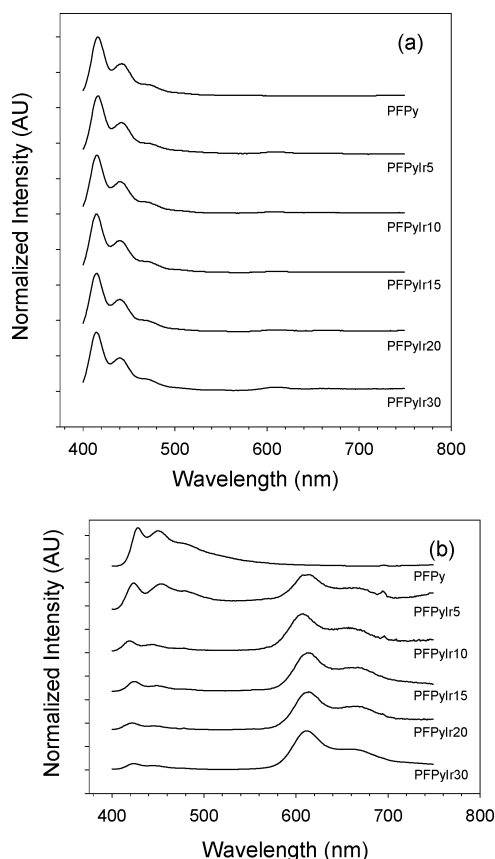 (a)
PFPy
PFPyIr5
PFPyIr10
PFPyIr15
PFPyIr20
PFPyIr30
Normalized Intensity (AU)
400 500 600 700 800
Wavelength (nm)
(b)
PFPy
PFPyIr5
PFPyIr10
PFPyIr15
PFPyIr20
PFPyIr30
Normalized Intensity (AU)
400 500 600 700 800
Wavelength (nm)